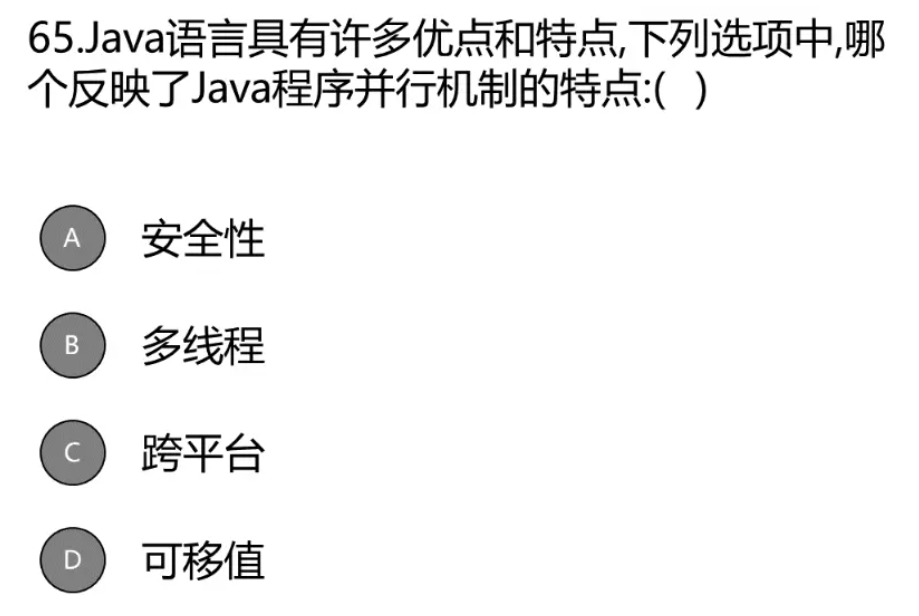 65.Java语言具有许多优点和特点,下列选项中,哪
个反映了Java程序并行机制的特点:( )
A 安全性
B 多线程
C 跨平台
D 可移值